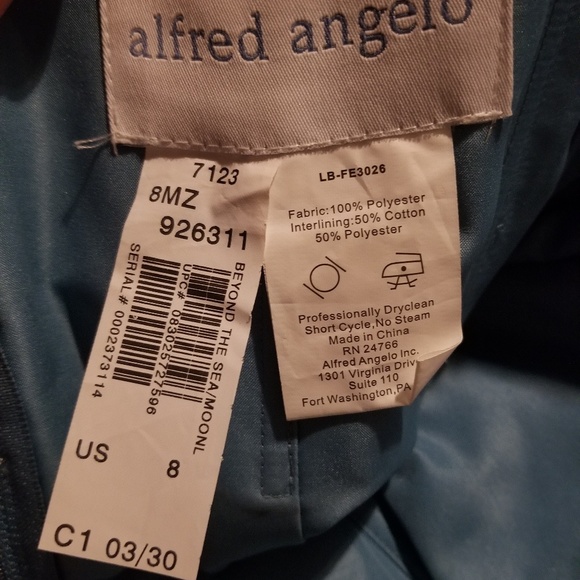 alfred angelo
7123
8MZ
926311
BEYOND THE SEA/MOONL
UPC# 083025727596
SERIAL# 0002373114
US 8
C1 03/30
LB-FE3026
Fabric:100% Polyester
Interlining:50% Cotton
50% Polyester
Professionally Dryclean
Short Cycle,No Steam
Made in China
RN 24766
Alfred Angelo Inc.
1301 Virginia Driv
Suite 110
Fort Washington,PA